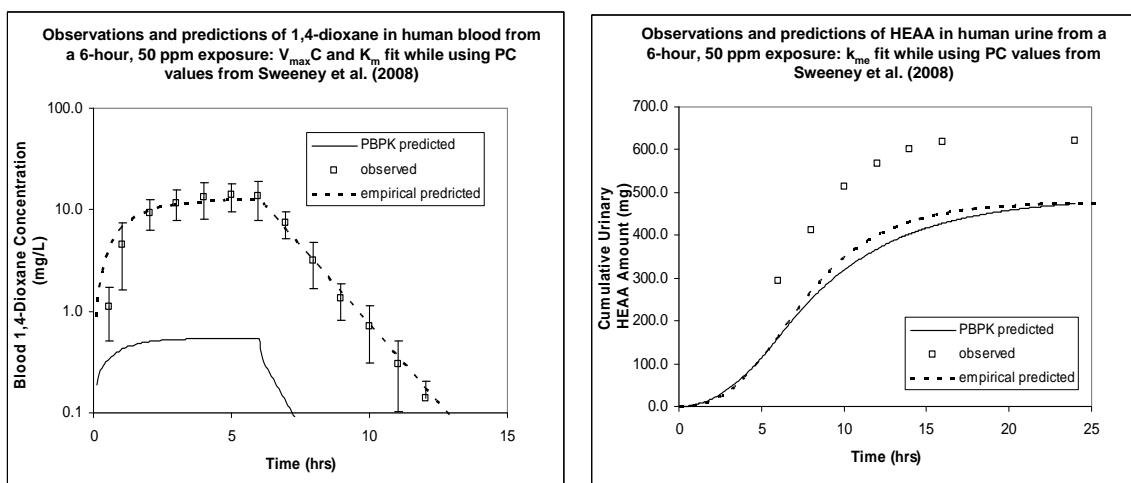 Observations and predictions of 1,4-dioxane in human blood from
a 6-hour, 50 ppm exposure: VmaxC and Km fit while using PC
values from Sweeney et al. (2008)
100.0
10.0
1.0
0.1
Blood 1,4-Dioxane Concentration
(mg/L)
PBPK predicted
observed
empirical predricted
0 5 10 15
Time (hrs)
Observations and predictions of HEAA in human urine from a
6-hour, 50 ppm exposure: kme fit while using PC values from
Sweeney et al. (2008)
700.0
600.0
500.0
400.0
300.0
200.0
100.0
0.0
Cumulative Urinary
HEAA Amount (mg)
PBPK predicted
observed
empirical predicted
0 5 10 15 20 25
Time (hrs)